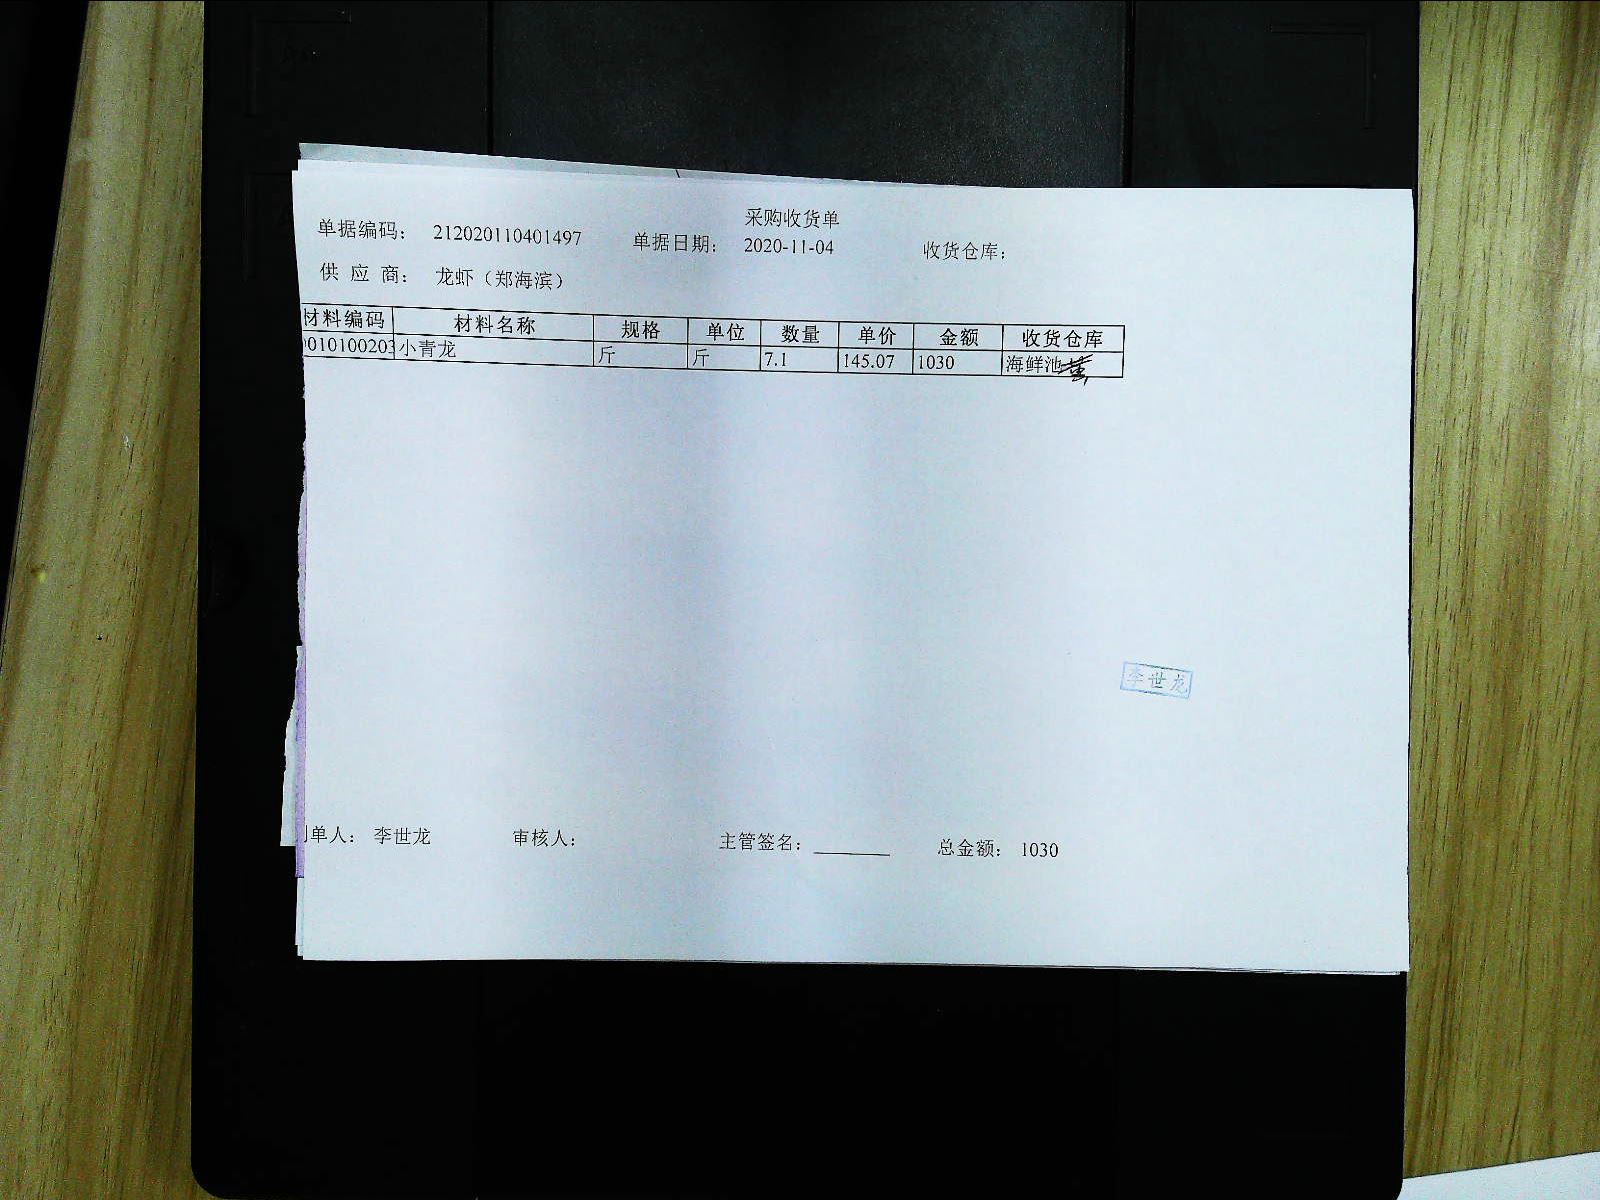 采购收货单
单据编码： 212020110401497 单据日期： 2020-11-04 收货仓库：
供 应 商： 龙虾（郑海滨）
材料编码 材料名称 规格 单位 数量 单价 金额 收货仓库
010100203 小青龙 斤 斤 7.1 145.07 1030 海鲜池
李世龙
单人： 李世龙 审核人： 主管签名： 总金额： 1030